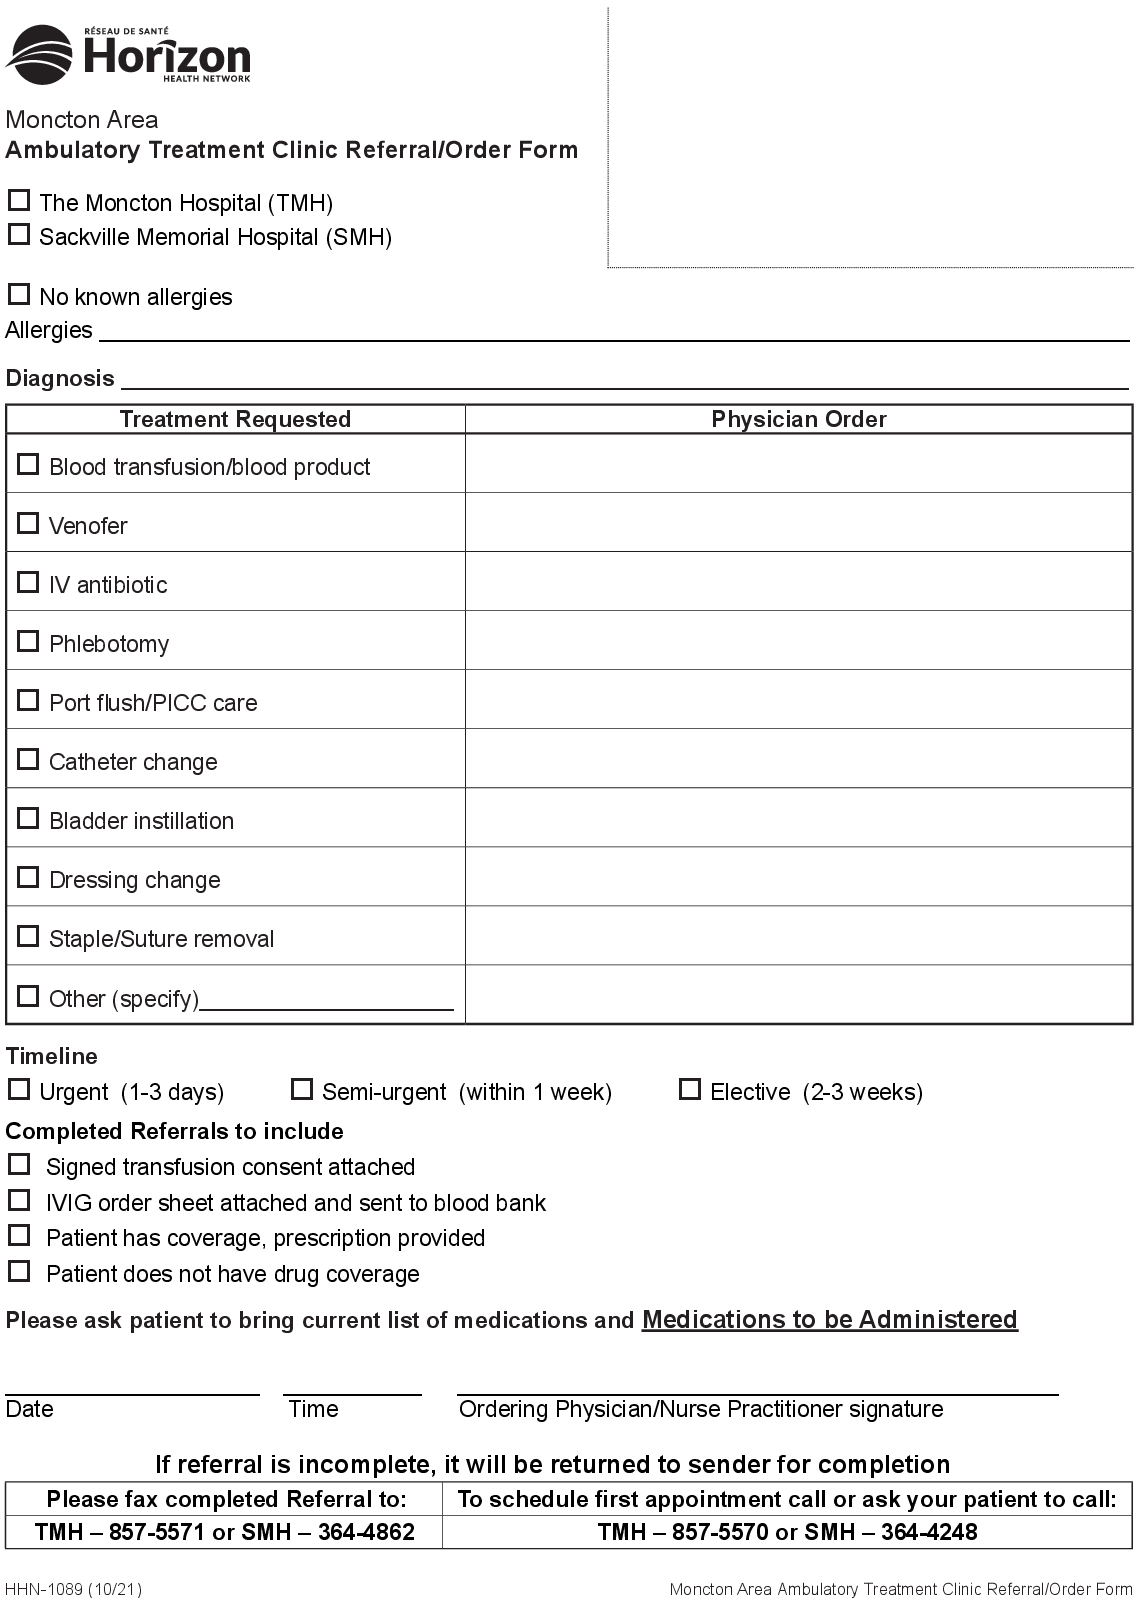 RÉSEAU DE SANTÉ
Horizon
HEALTH NETWORK
Moncton Area
Ambulatory Treatment Clinic Referral/Order Form
The Moncton Hospital (TMH)
Sackville Memorial Hospital (SMH)
No known allergies
Allergies
Diagnosis
Treatment Requested Physician Order
Blood transfusion/blood product
Venofer
IV antibiotic
Phlebotomy
Port flush/PICC care
Catheter change
Bladder instillation
Dressing change
Staple/Suture removal
Other (specify)
Timeline
Urgent (1-3 days) Semi-urgent (within 1 week) Elective (2-3 weeks)
Completed Referrals to include
Signed transfusion consent attached
IVIG order sheet attached and sent to blood bank
Patient has coverage, prescription provided
Patient does not have drug coverage
Please ask patient to bring current list of medications and Medications to be Administered
Date Time Ordering Physician/Nurse Practitioner signature
If referral is incomplete, it will be returned to sender for completion
Please fax completed Referral to: To schedule first appointment call or ask your patient to call:
TMH – 857-5571 or SMH – 364-4862 TMH – 857-5570 or SMH – 364-4248
HHN-1089 (10/21) Moncton Area Ambulatory Treatment Clinic Referral/Order Form